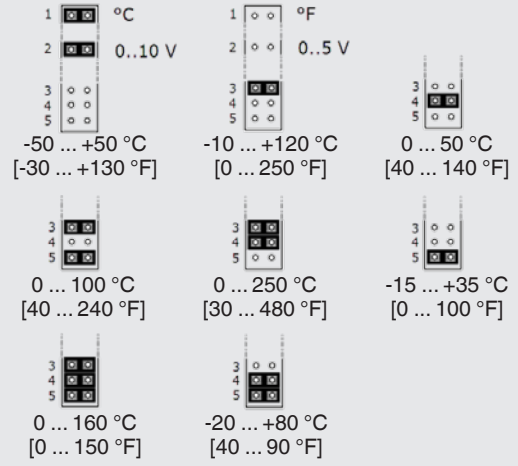 1 °C
2 0..10 V
3
4
5
-50 ... +50 °C
[-30 ... +130 °F]
1 °F
2 0..5 V
3
4
5
-10 ... +120 °C
[0 ... 250 °F]
3
4
5
0 ... 50 °C
[40 ... 140 °F]
3
4
5
0 ... 100 °C
[40 ... 240 °F]
3
4
5
0 ... 250 °C
[30 ... 480 °F]
3
4
5
-15 ... +35 °C
[0 ... 100 °F]
3
4
5
0 ... 160 °C
[0 ... 150 °F]
3
4
5
-20 ... +80 °C
[40 ... 90 °F]